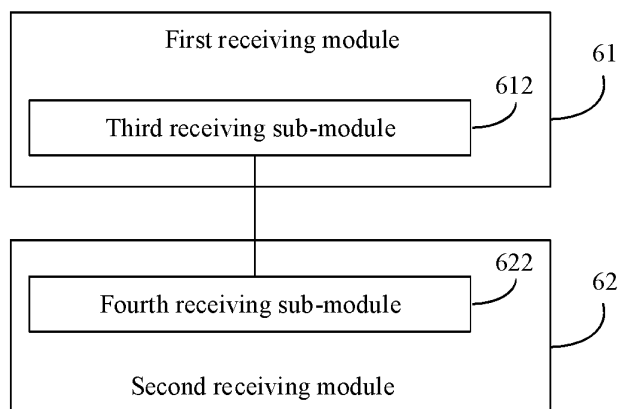 First receiving module
61
612
Third receiving sub-module
622
Fourth receiving sub-module
62
Second receiving module